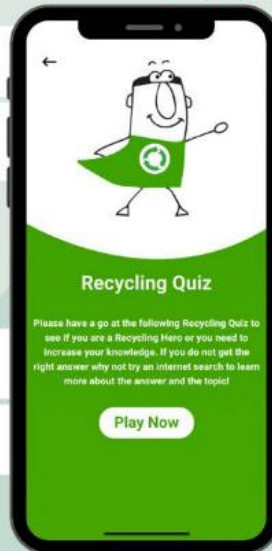 Recycling Quiz
Please have a go at the following Recycling Quiz to
see if you are a Recycling Hero or you need to
increase your knowledge. If you do not get the
right answer why not try an internet search to learn
more about the answer and the topic!
Play Now